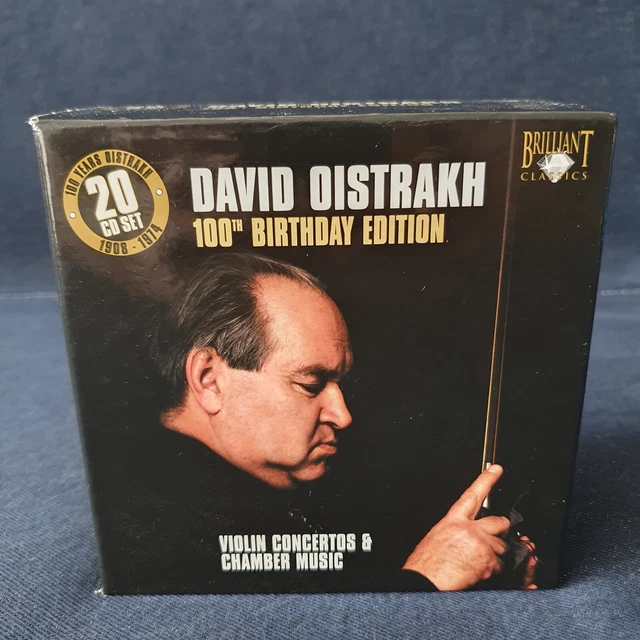 100 YEARS OISTRAKH
20
CD SET
1908 - 1974
DAVID OISTRAKH
100TH BIRTHDAY EDITION
BRILLIANT
CLASSICS
VIOLIN CONCERTOS &
CHAMBER MUSIC